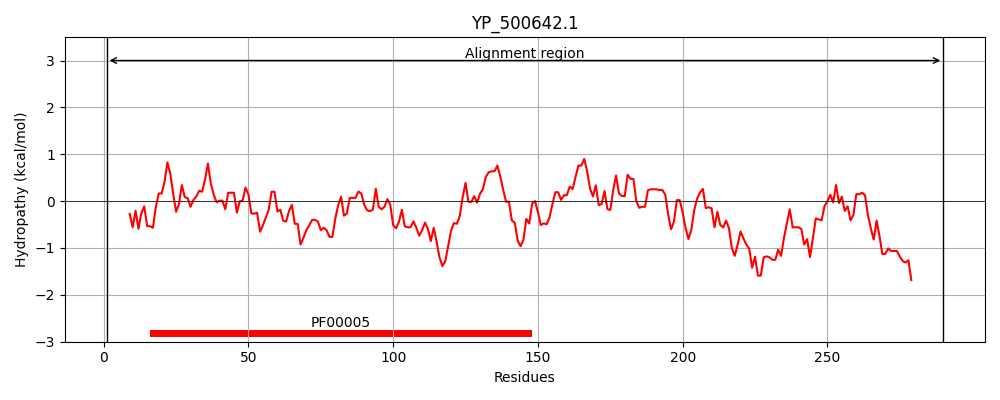 YP_500642.1
Alignment region
Hydropathy (kcal/mol)
3
2
1
0
−1
−2
−3
PF00005
0 50 100 150 200 250
Residues